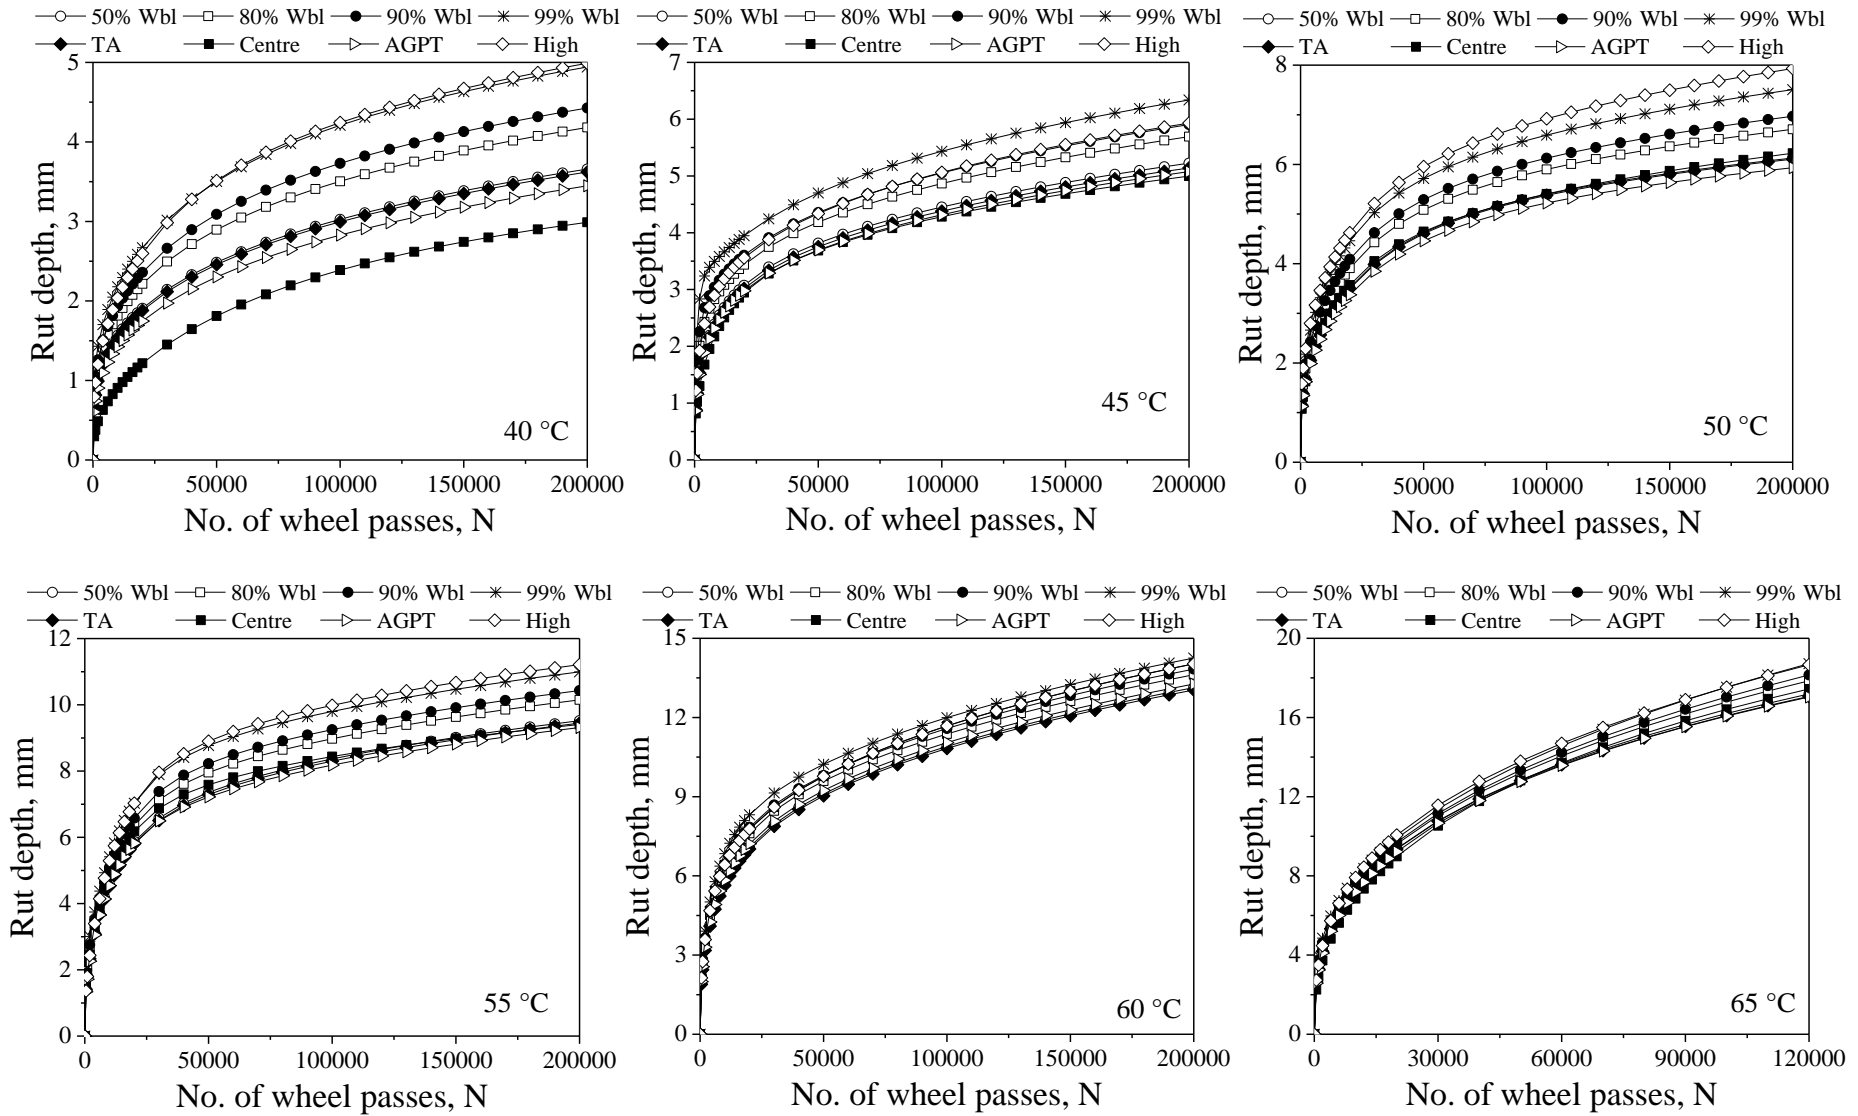 50% Wbl 80% Wbl 90% Wbl 99% Wbl
TA Centre AGPT High
5
4
3
2
1
0
Rut depth, mm
40 °C
0 50000 100000 150000 200000
No. of wheel passes, N
50% Wbl 80% Wbl 90% Wbl 99% Wbl
TA Centre AGPT High
7
6
5
4
3
2
1
0
Rut depth, mm
45 °C
0 50000 100000 150000 200000
No. of wheel passes, N
50% Wbl 80% Wbl 90% Wbl 99% Wbl
TA Centre AGPT High
8
6
4
2
0
Rut depth, mm
50 °C
0 50000 100000 150000 200000
No. of wheel passes, N
50% Wbl 80% Wbl 90% Wbl 99% Wbl
TA Centre AGPT High
12
10
8
6
4
2
0
Rut depth, mm
55 °C
0 50000 100000 150000 200000
No. of wheel passes, N
50% Wbl 80% Wbl 90% Wbl 99% Wbl
TA Centre AGPT High
15
12
9
6
3
0
Rut depth, mm
60 °C
0 50000 100000 150000 200000
No. of wheel passes, N
50% Wbl 80% Wbl 90% Wbl 99% Wbl
TA Centre AGPT High
20
16
12
8
4
0
Rut depth, mm
65 °C
0 30000 60000 90000 120000
No. of wheel passes, N